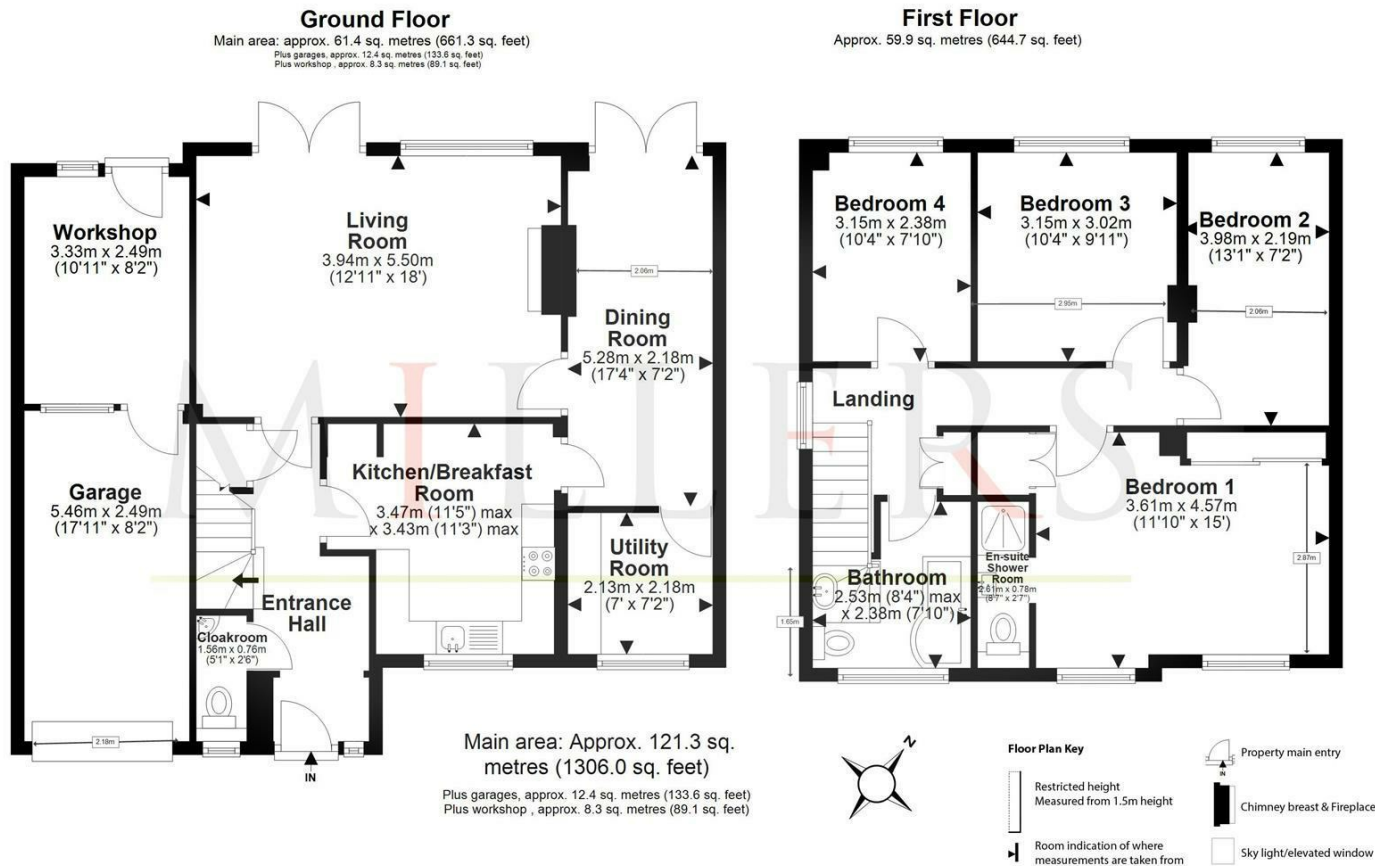 Ground Floor
Main area: approx. 61.4 sq. metres (661.3 sq. feet)
Plus garages, approx. 12.4 sq. metres (133.6 sq. feet)
Plus workshop , approx. 8.3 sq. metres (89.1 sq. feet)
First Floor
Approx. 59.9 sq. metres (644.7 sq. feet)
Workshop
3.33m x 2.49m
(10'11" x 8'2")
Living
Room
3.94m x 5.50m
(12'11" x 18')
2.06m
Dining
Room
5.28m x 2.18m
(17'4" x 7'2")
Garage
5.46m x 2.49m
(17'11" x 8'2")
Kitchen/Breakfast
Room
3.47m (11'5") max
x 3.43m (11'3") max
Utility
Room
2.13m x 2.18m
(7' x 7'2")
Entrance
Hall
Cloakroom
1.56m x 0.76m
(5'1" x 2'6")
2.18m
IN
Bedroom 4
3.15m x 2.38m
(10'4" x 7'10")
Bedroom 3
3.15m x 3.02m
(10'4" x 9'11")
2.95m
Bedroom 2
3.98m x 2.19m
(13'1" x 7'2")
2.06m
Landing
Bedroom 1
3.61m x 4.57m
(11'10" x 15')
2.87m
En-suite
Shower
Room
2.61m x 0.78m
(8'7" x 2'7")
Bathroom
2.53m (8'4") max
x 2.38m (7'10")
1.65m
MILLERS
Main area: Approx. 121.3 sq.
metres (1306.0 sq. feet)
Plus garages, approx. 12.4 sq. metres (133.6 sq. feet)
Plus workshop , approx. 8.3 sq. metres (89.1 sq. feet)
N
Floor Plan Key
Restricted height
Measured from 1.5m height
Room indication of where
measurements are taken from
Property main entry
IN
Chimney breast & Fireplace
Sky light/elevated window